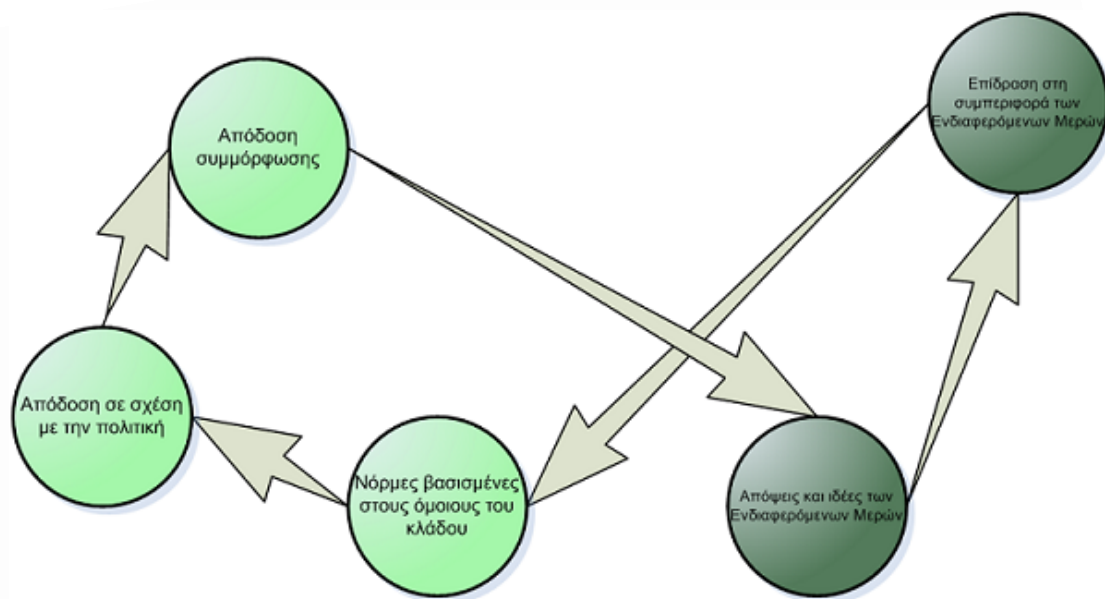 Απόδοση
συμμόρφωσης
Επίδραση στη
συμπεριφορά των
Ενδιαφερόμενων Μερών
Απόδοση σε σχέση
με την πολιτική
Νόρμες βασισμένες
στους όμοιους του
κλάδου
Απόψεις και ιδέες των
Ενδιαφερόμενων Μερών